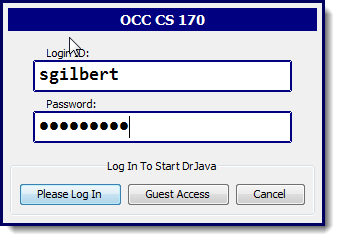 OCC CS 170
Login ID:
sgilbert
Password:
●●●●●●●●●
Log In To Start DrJava
Please Log In Guest Access Cancel